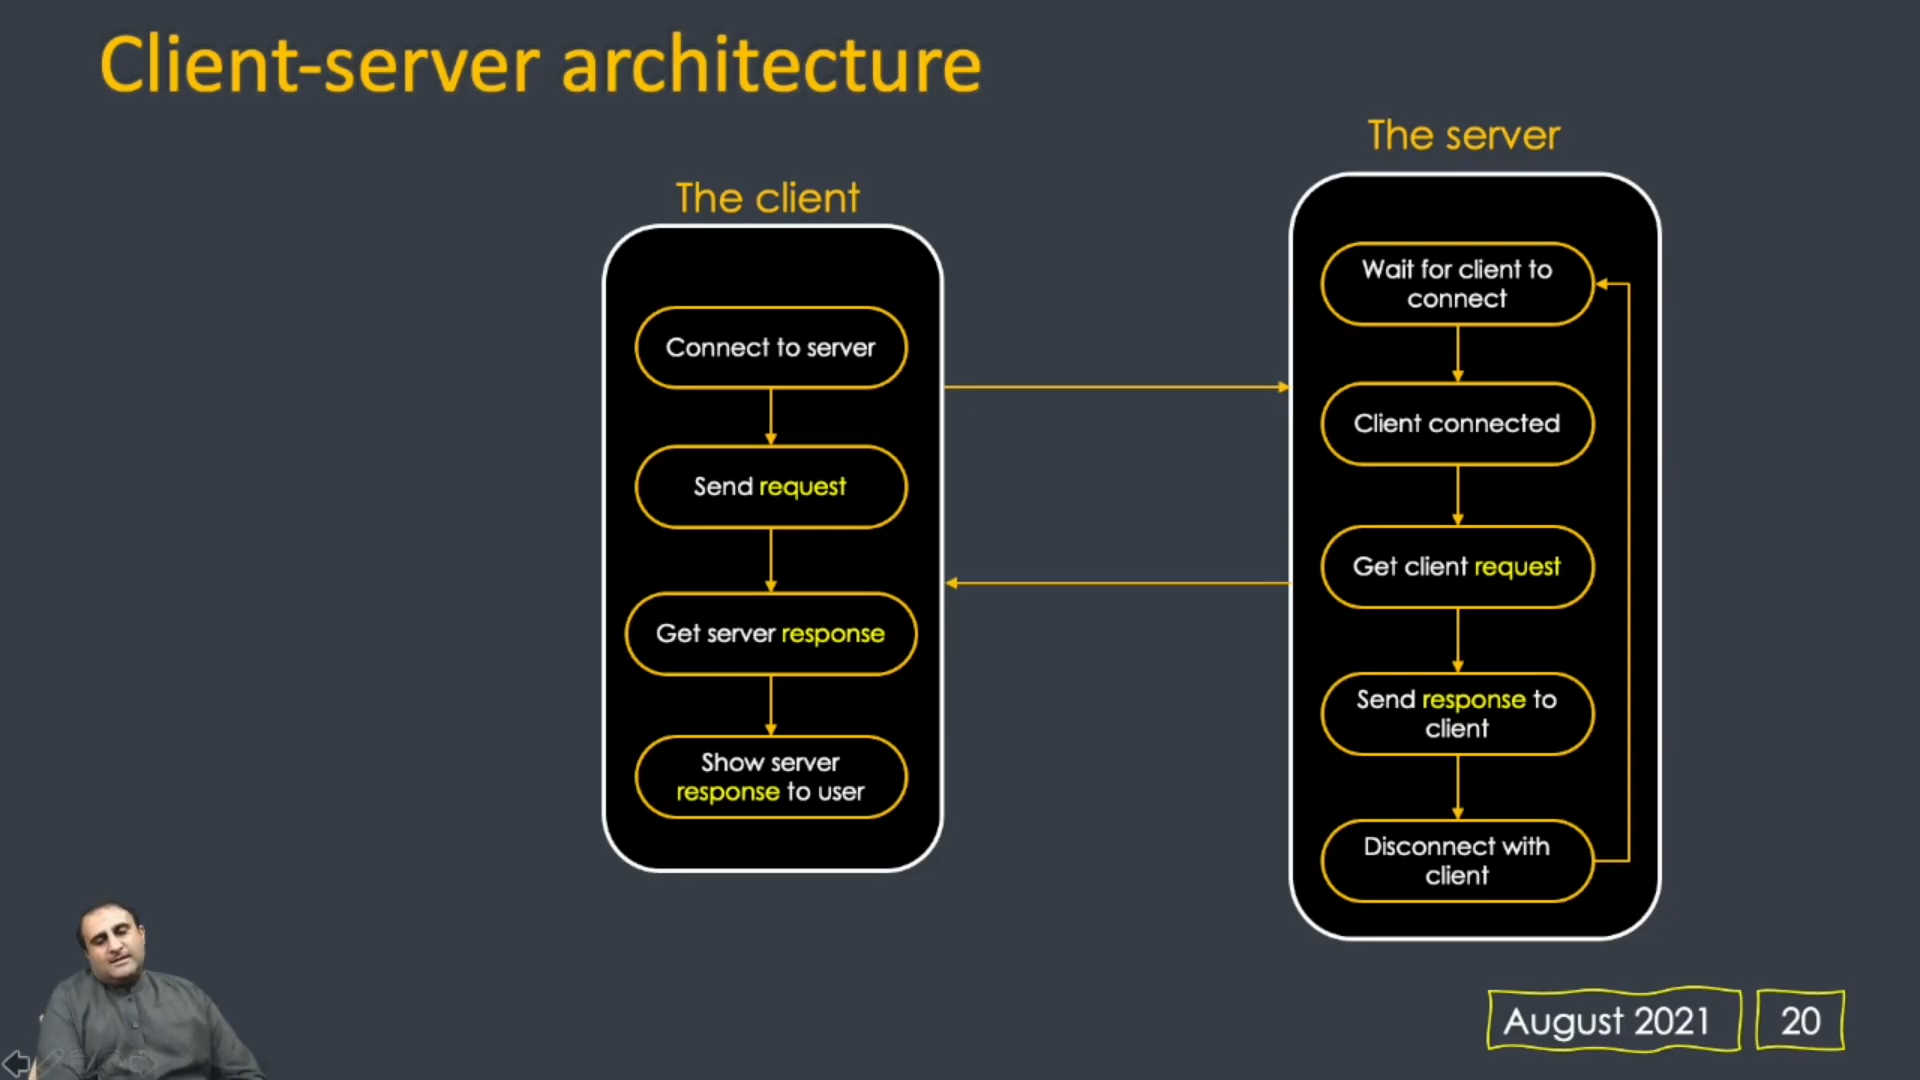 Client-server architecture
The client
Connect to server
Send request
Get server response
Show server
response to user
The server
Wait for client to
connect
Client connected
Get client request
Send response to
client
Disconnect with
client
August 2021
20